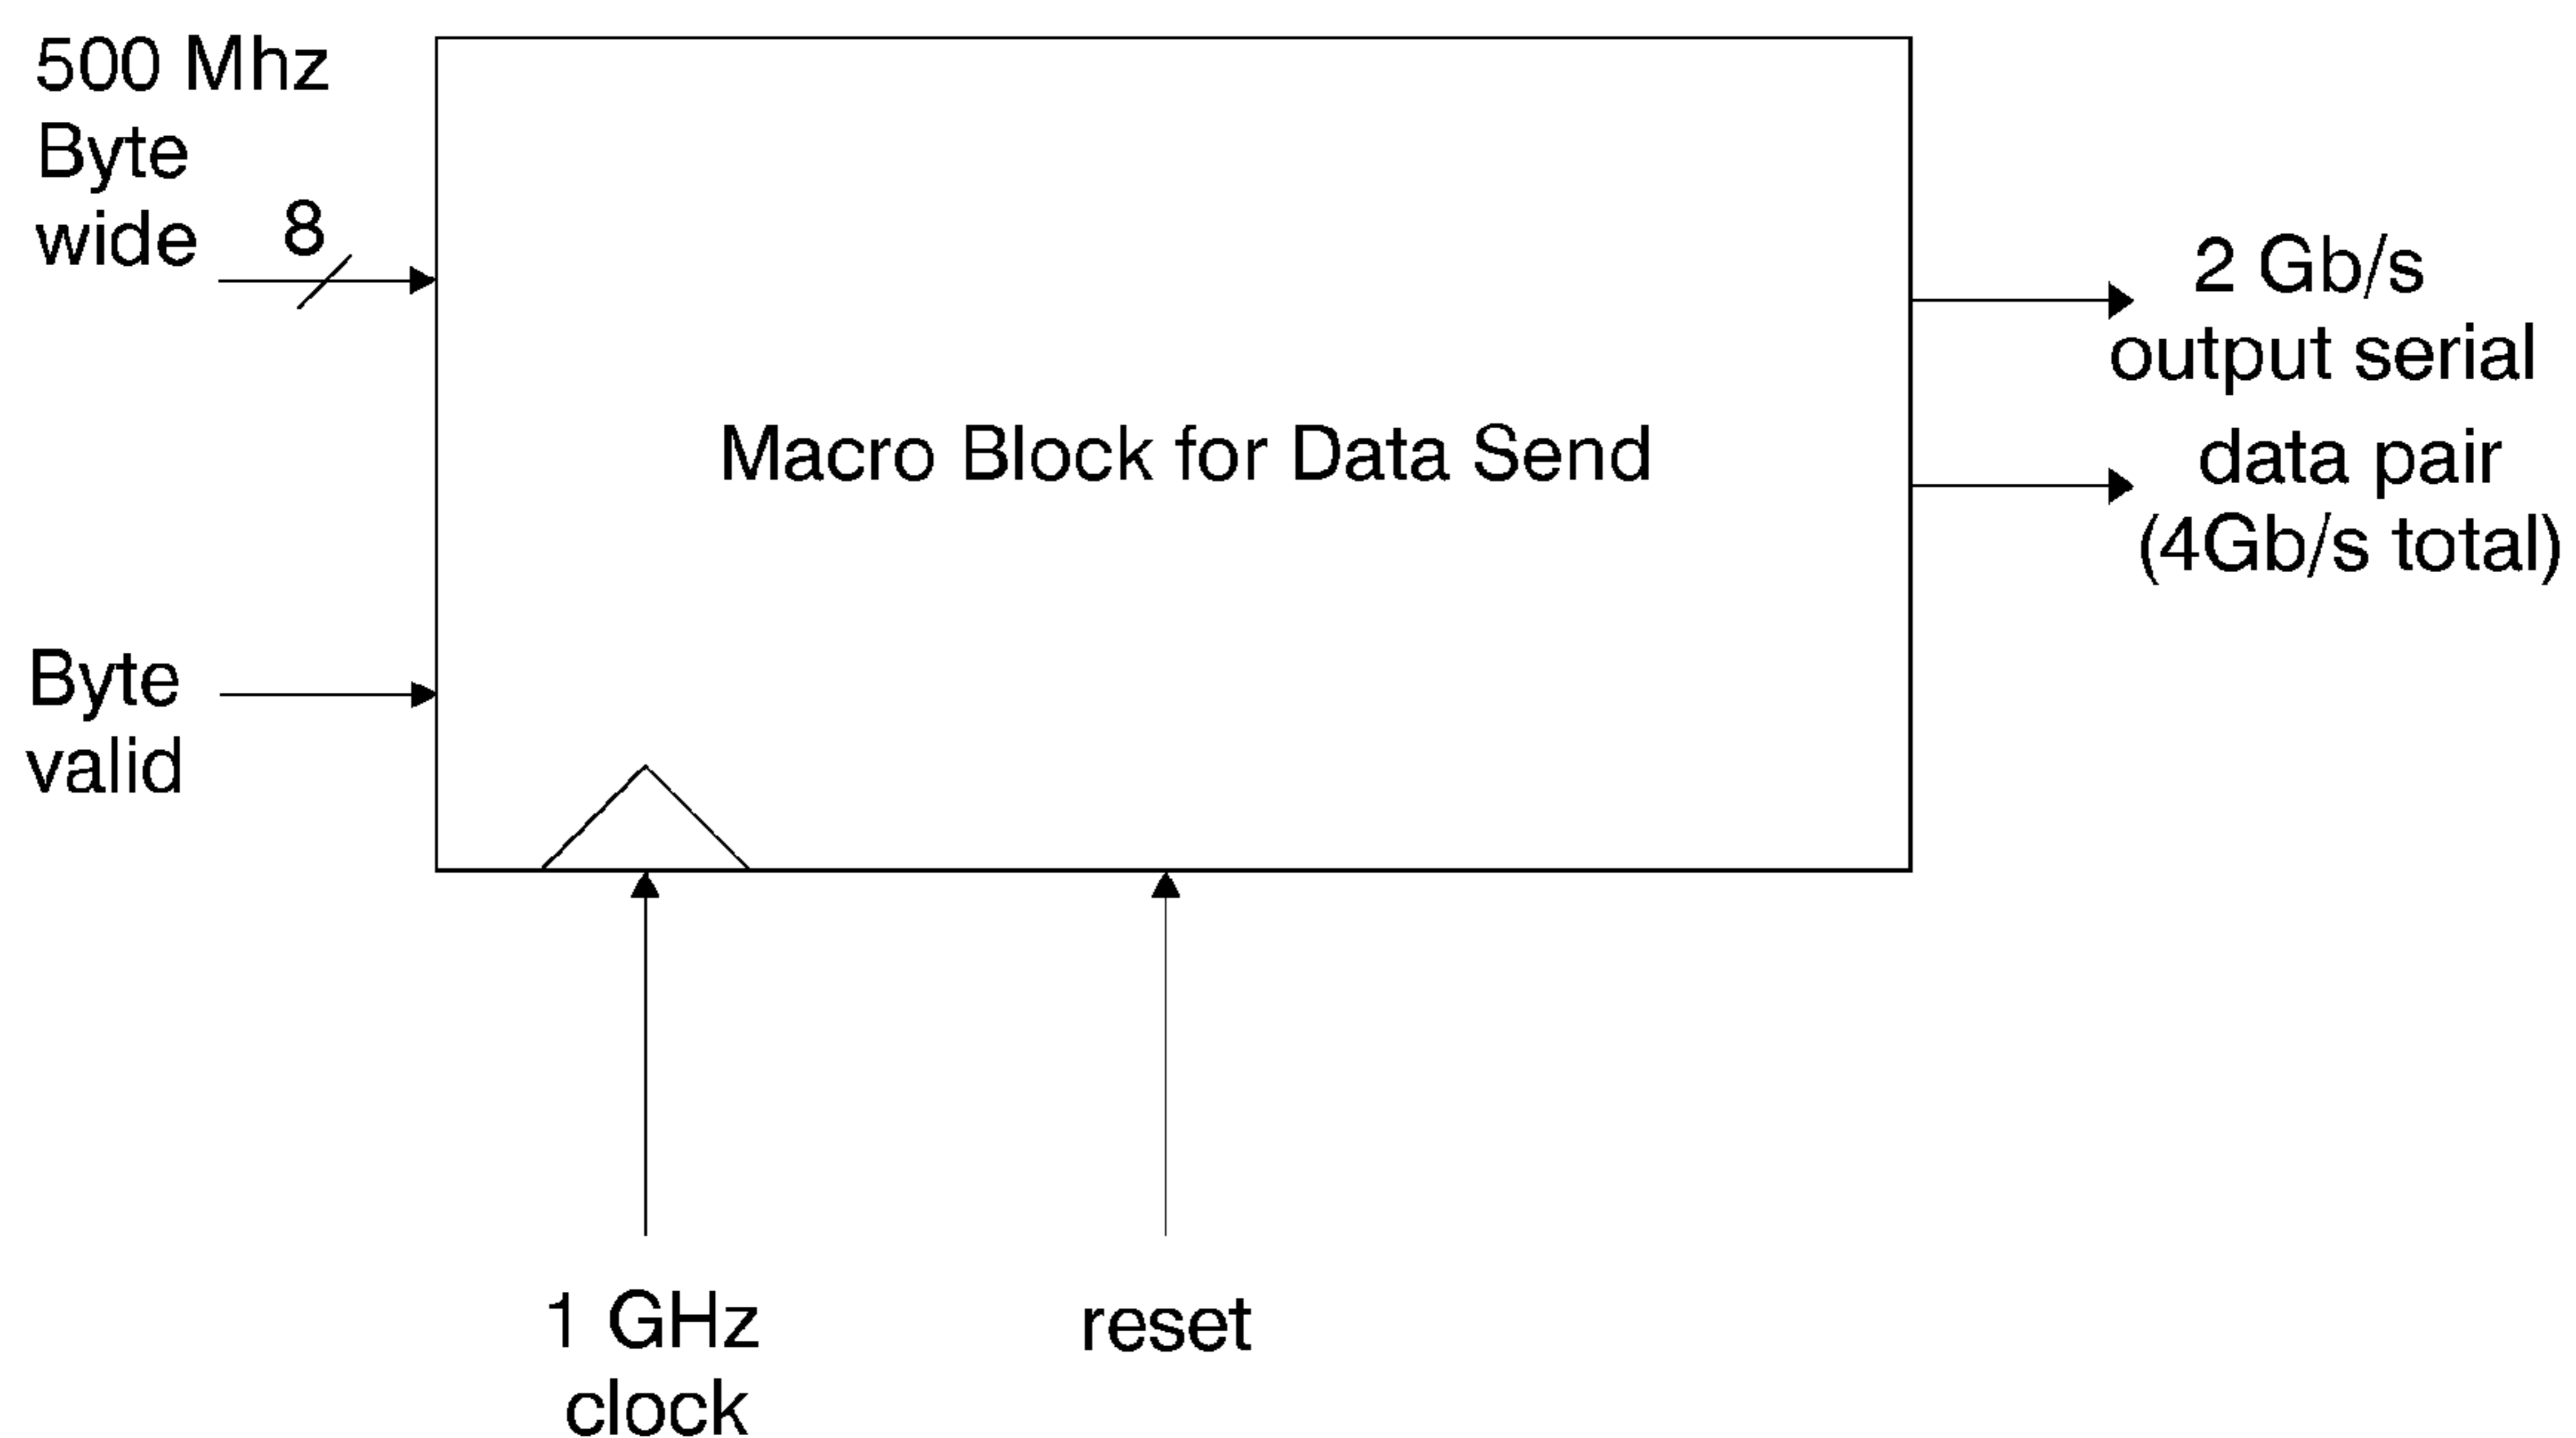 500 Mhz
Byte
wide
8
Byte
valid
Macro Block for Data Send
2 Gb/s
output serial
data pair
(4Gb/s total)
1 GHz
clock
reset